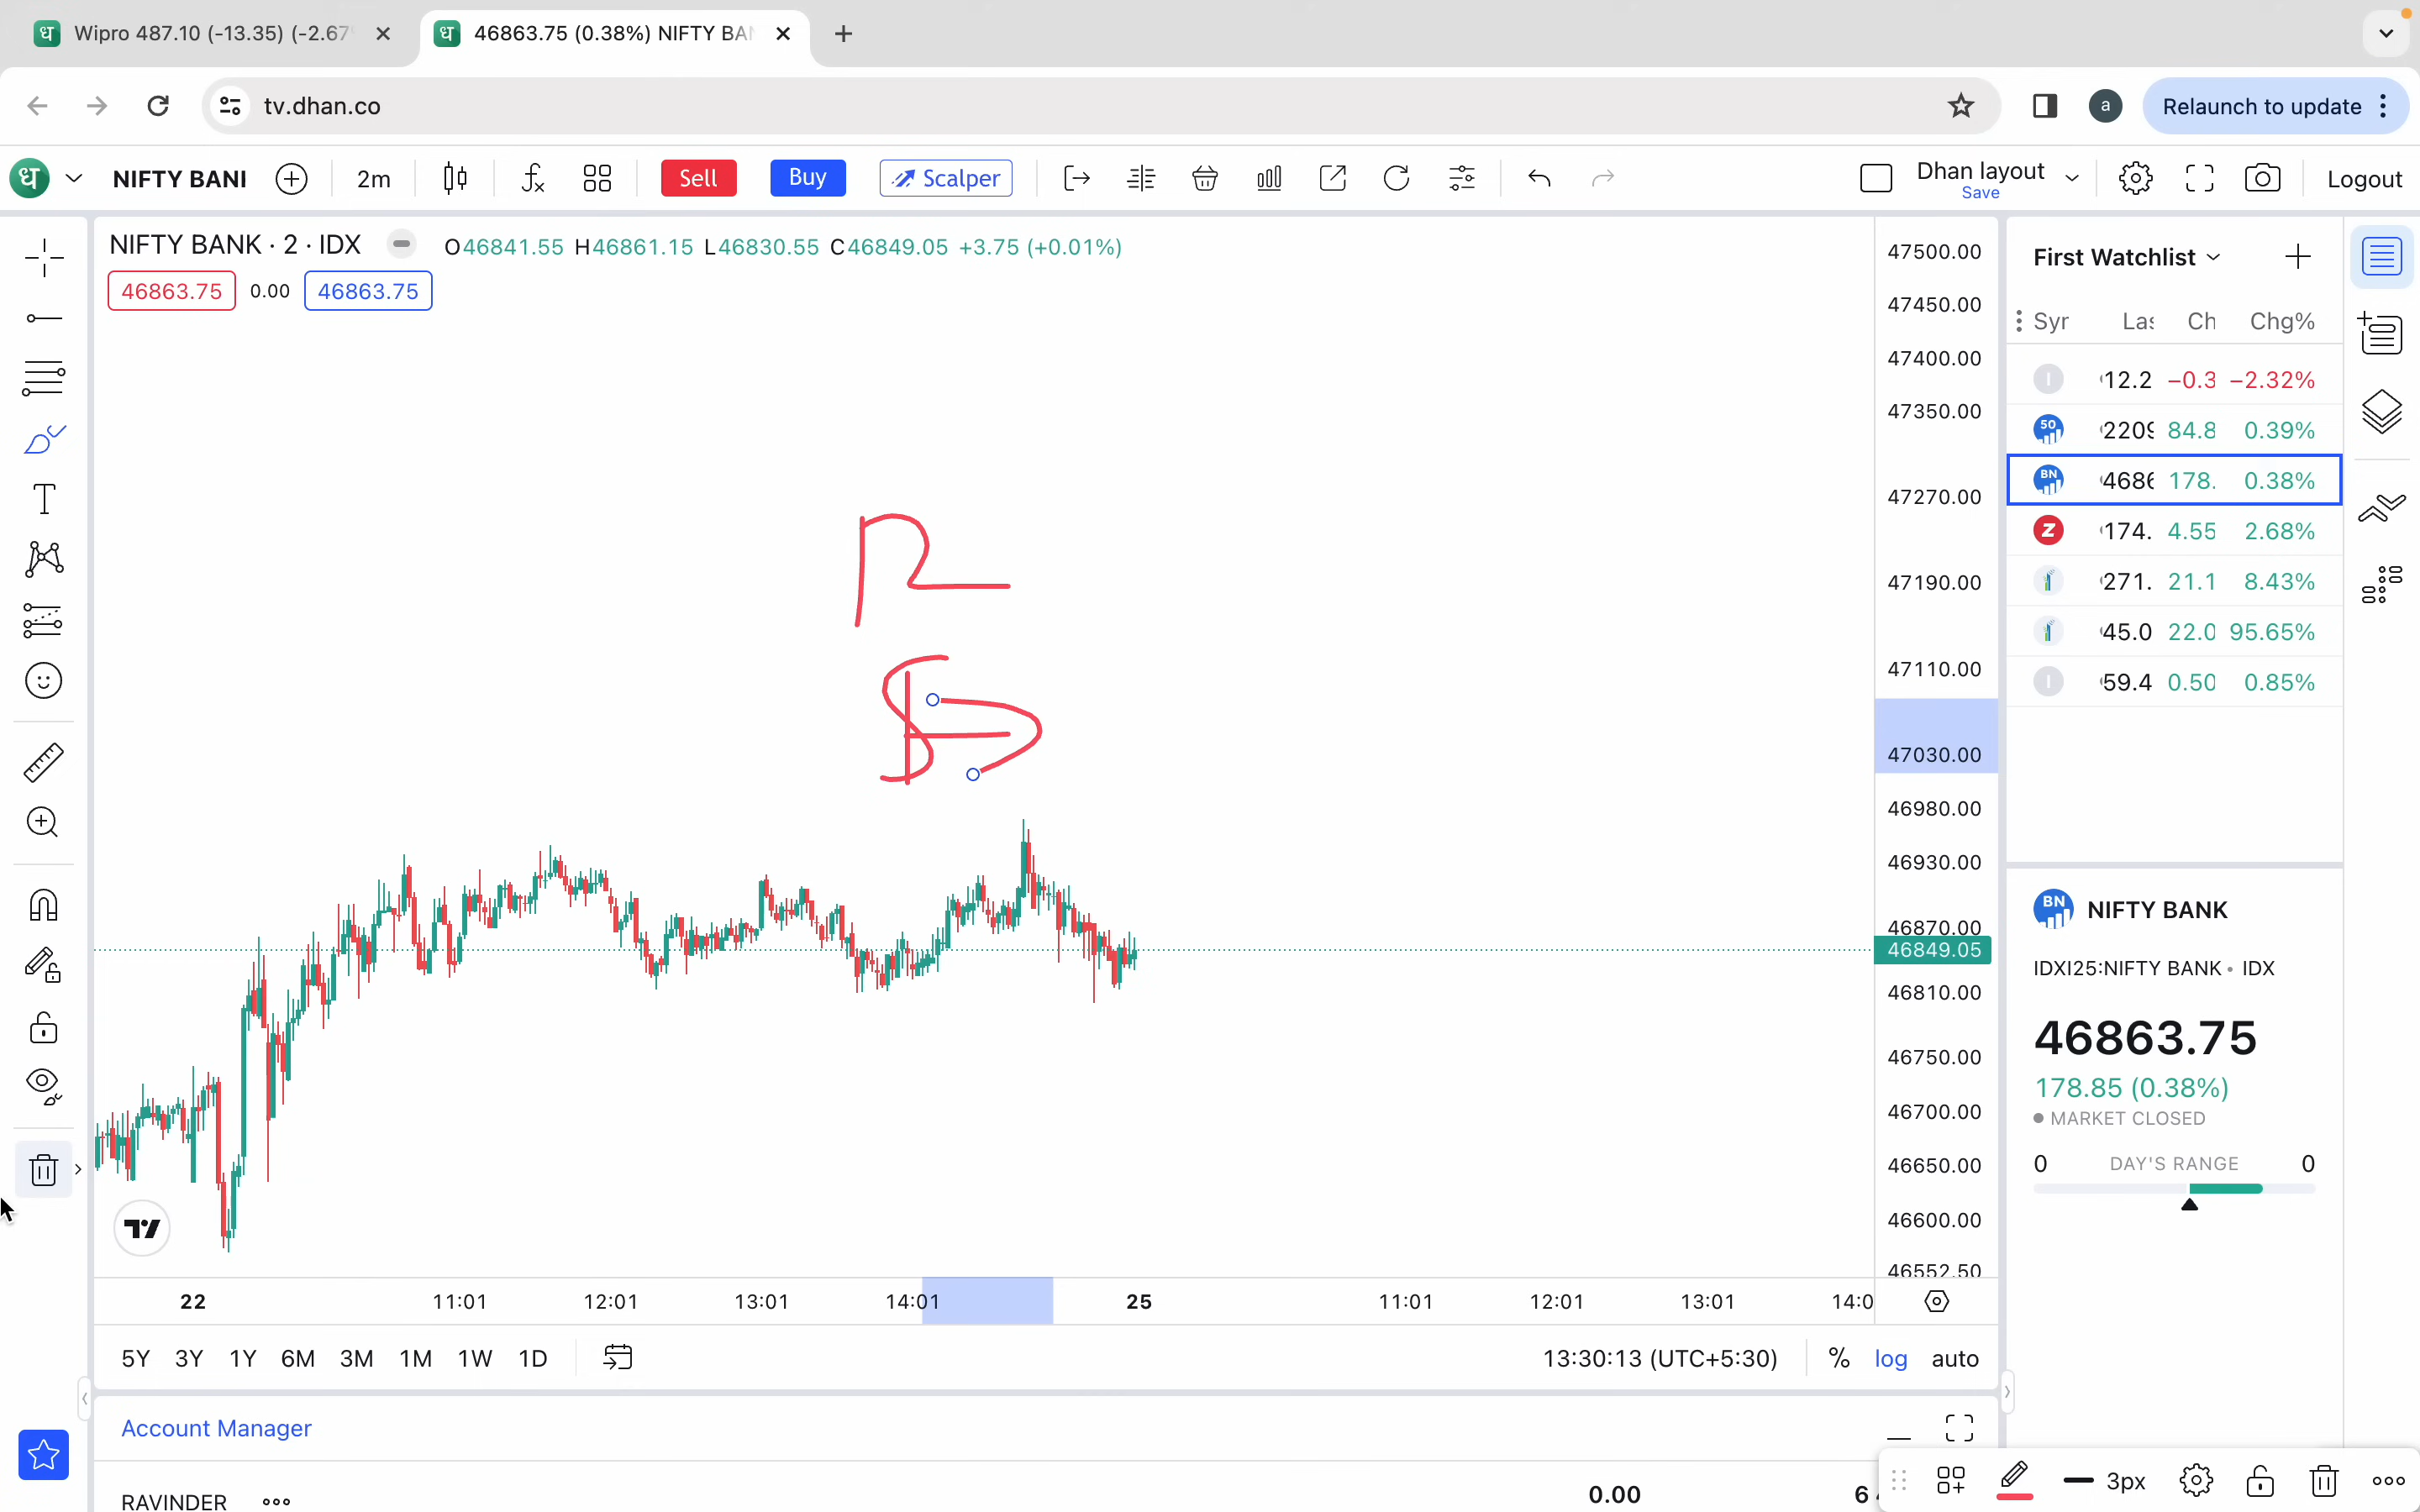 Wipro 487.10 (-13.35) (-2.67%
46863.75 (0.38%) NIFTY BAN
tv.dhan.co
a
Relaunch to update
ध
NIFTY BANI
2m
Sell
Buy
Scalper
Dhan layout
Save
Logout
NIFTY BANK · 2 · IDX
O46841.55 H46861.15 L46830.55 C46849.05 +3.75 (+0.01%)
46863.75 0.00 46863.75
47500.00
47450.00
47400.00
47350.00
47270.00
47190.00
47110.00
47030.00
46980.00
46930.00
46870.00
46849.05
46810.00
46750.00
46700.00
46650.00
46600.00
46552.50
22 11:01 12:01 13:01 14:01 25 11:01 12:01 13:01 14:0
5Y 3Y 1Y 6M 3M 1M 1W 1D
13:30:13 (UTC+5:30) % log auto
Account Manager
RAVINDER
0.00
6
First Watchlist
Syr Las Ch Chg%
12.2 −0.3 −2.32%
50 2209 84.8 0.39%
BN 4686 178. 0.38%
Z 174. 4.55 2.68%
271. 21.1 8.43%
45.0 22.0 95.65%
59.4 0.50 0.85%
BN NIFTY BANK
IDXI25:NIFTY BANK • IDX
46863.75
178.85 (0.38%)
MARKET CLOSED
0 DAY'S RANGE 0
3px